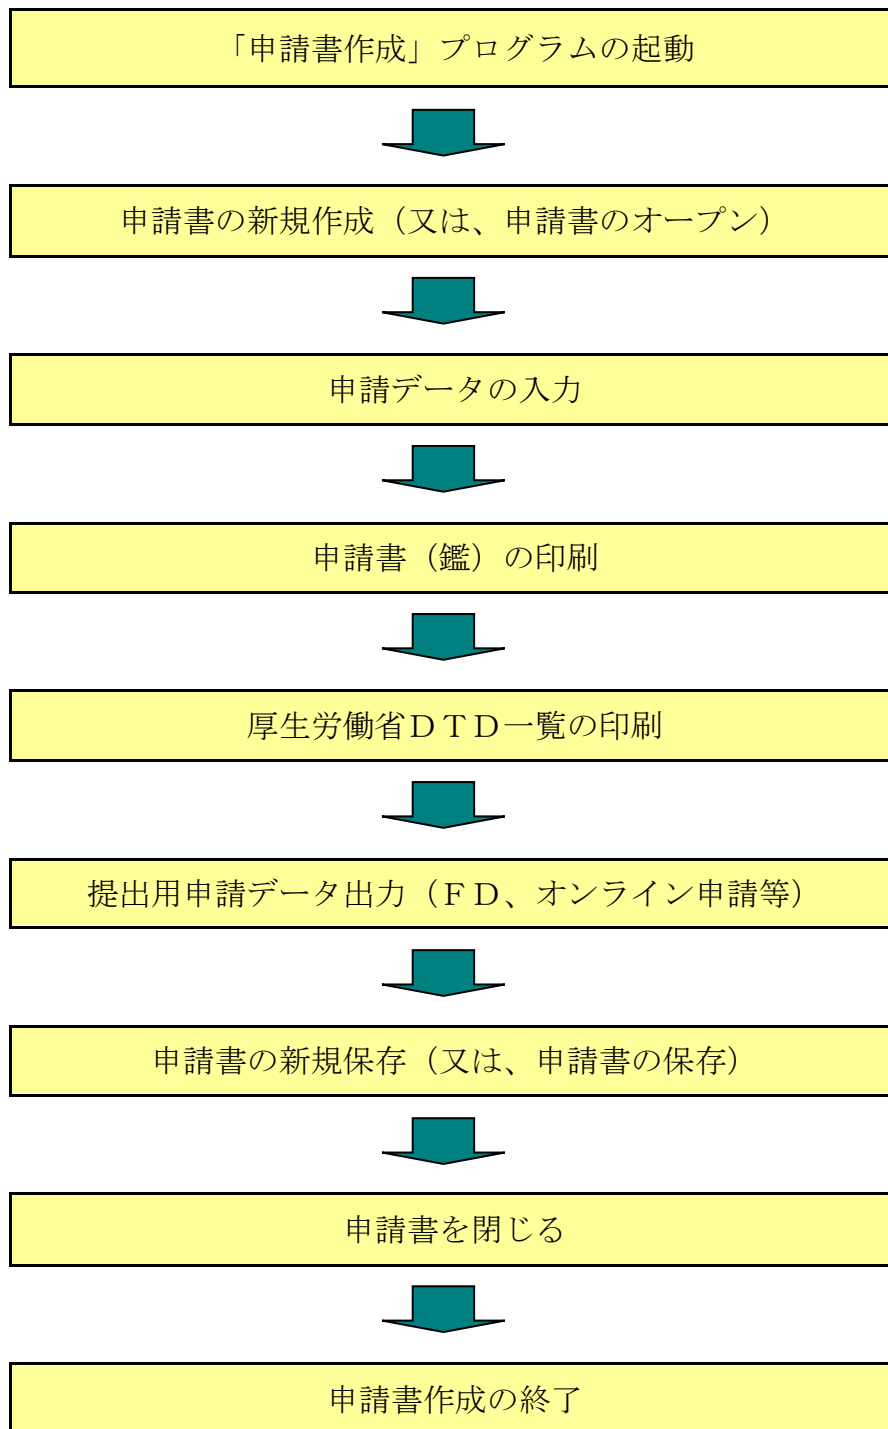 「申請書作成」プログラムの起動
申請書の新規作成（又は、申請書のオープン）
申請データの入力
申請書（鑑）の印刷
厚生労働省ＤＴＤ一覧の印刷
提出用申請データ出力（ＦＤ、オンライン申請等）
申請書の新規保存（又は、申請書の保存）
申請書を閉じる
申請書作成の終了